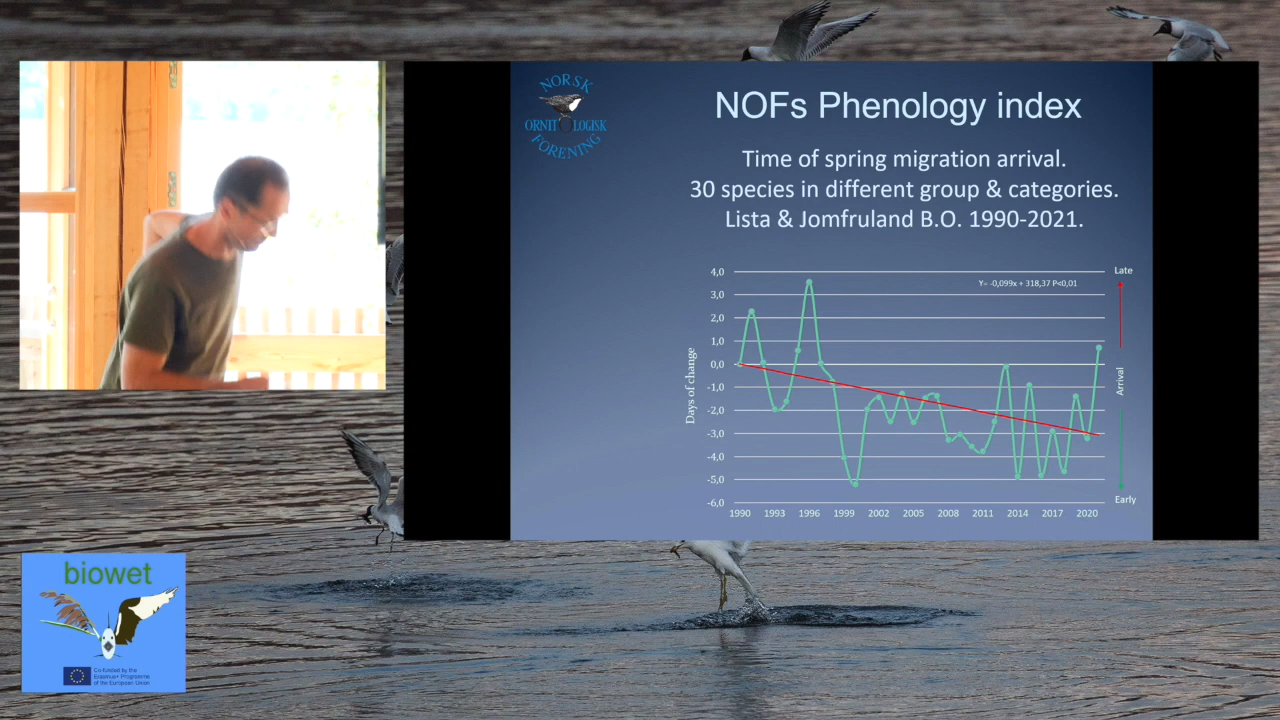 NORSK
ORNITOLOGISK
FORENING
NOFs Phenology index
Time of spring migration arrival.
30 species in different group & categories.
Lista & Jomfruland B.O. 1990-2021.
4,0
3,0
2,0
1,0
0,0
-1,0
-2,0
-3,0
-4,0
-5,0
-6,0
Days of change
Y= -0,099x + 318,37 P<0,01
Late
Arrival
Early
1990 1993 1996 1999 2002 2005 2008 2011 2014 2017 2020
biowet
Co-funded by the
Erasmus+ Programme
of the European Union